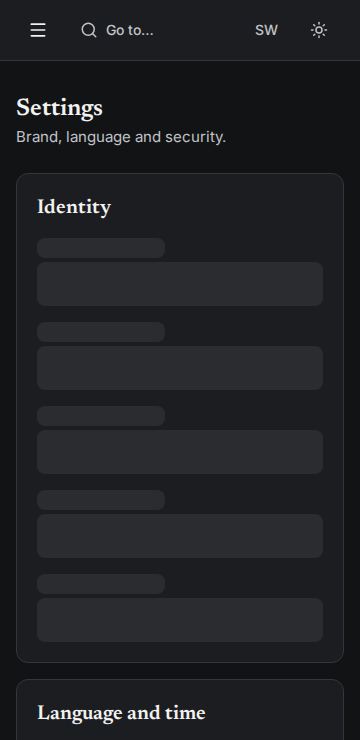 Go to...
SW
Settings
Brand, language and security.
Identity
Language and time